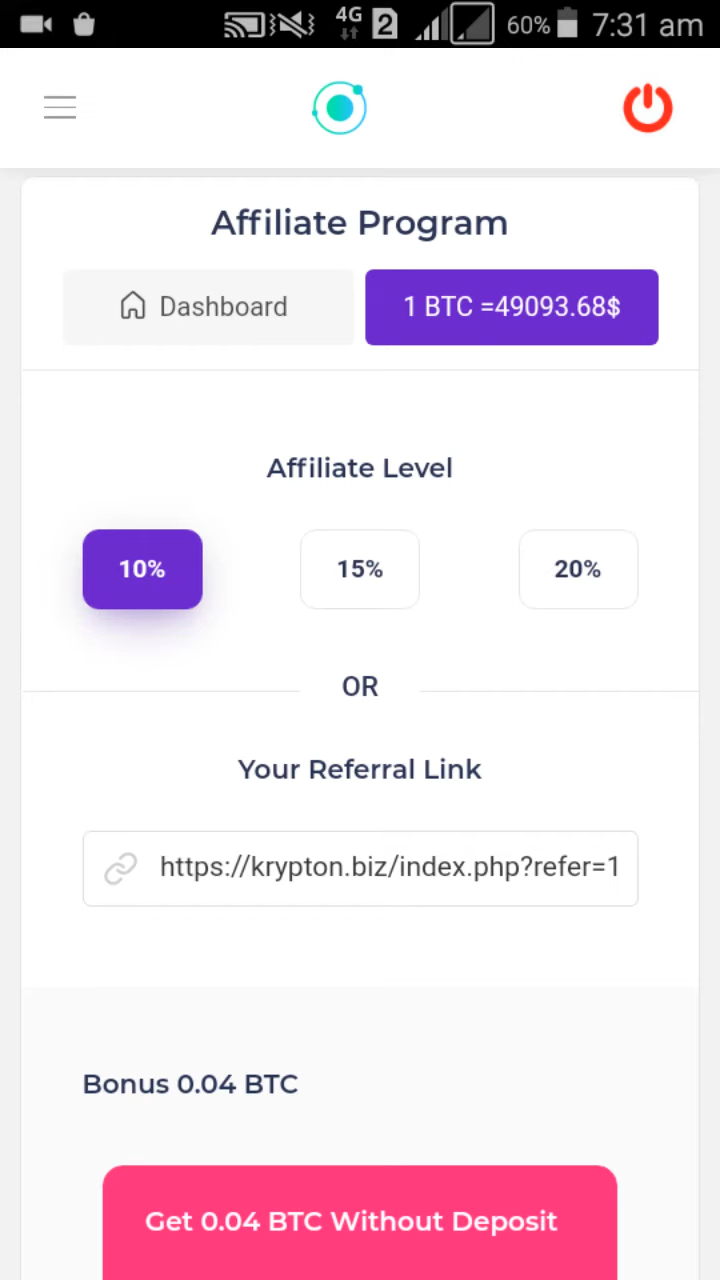 4G 2 60% 7:31 am
Affiliate Program
Dashboard
1 BTC =49093.68$
Affiliate Level
10% 15% 20%
OR
Your Referral Link
https://krypton.biz/index.php?refer=1
Bonus 0.04 BTC
Get 0.04 BTC Without Deposit